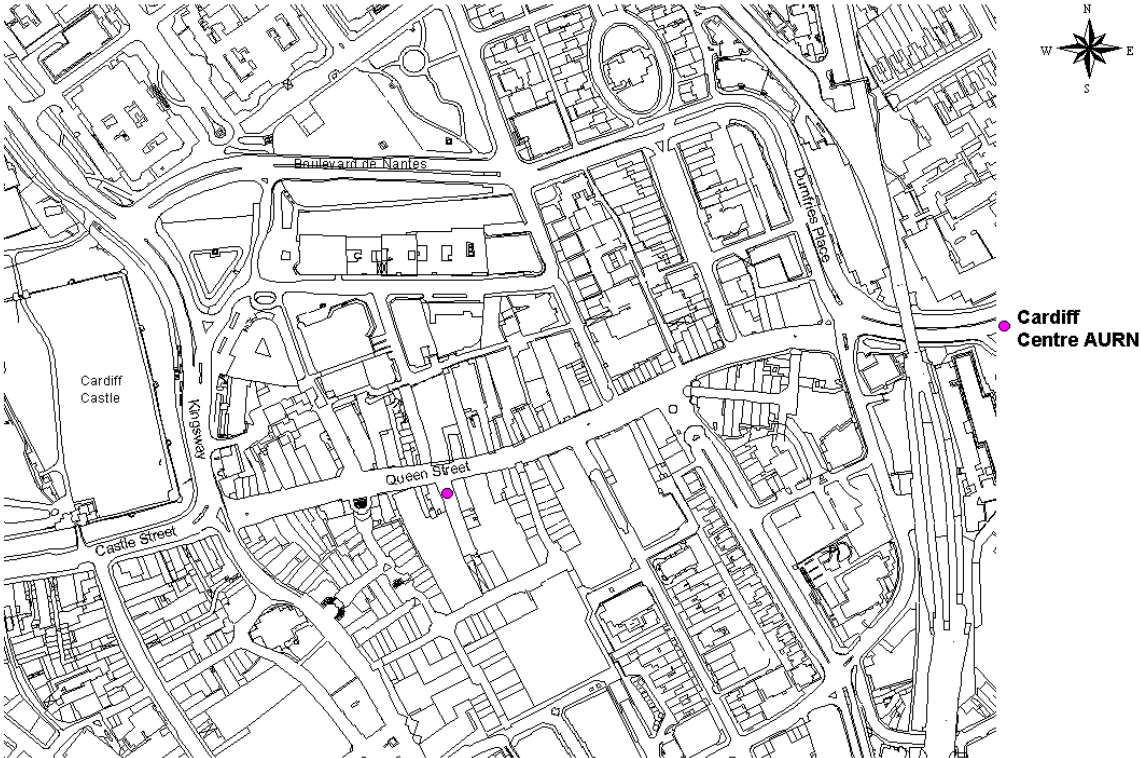 N
W E
S
Boulevard de Nantes
Dumfries Place
Cardiff
Centre AURN
Cardiff
Castle
Kingsway
Queen Street
Castle Street